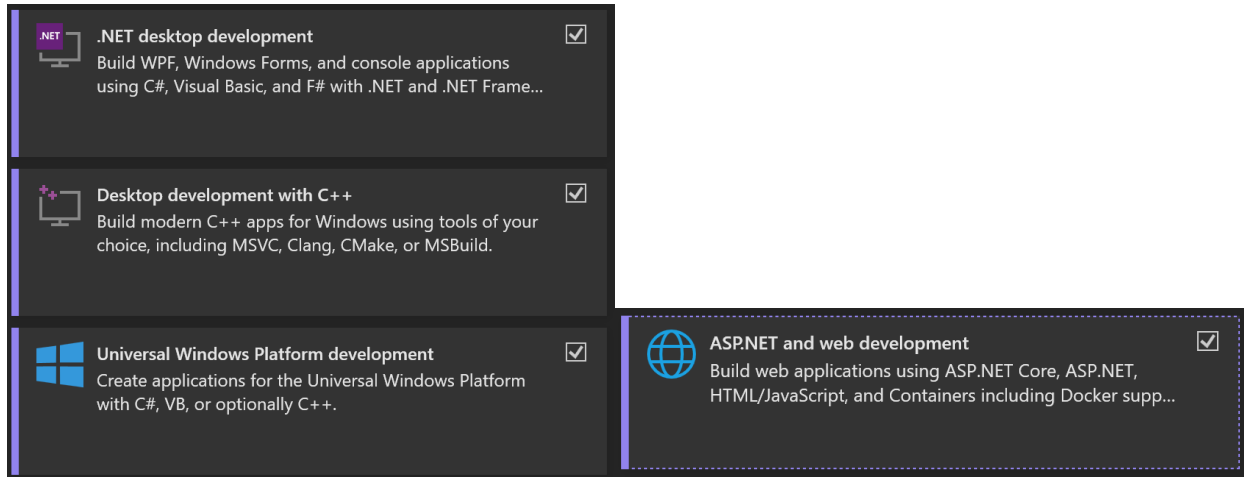 .NET
.NET desktop development
Build WPF, Windows Forms, and console applications
using C#, Visual Basic, and F# with .NET and .NET Frame...
Desktop development with C++
Build modern C++ apps for Windows using tools of your
choice, including MSVC, Clang, CMake, or MSBuild.
Universal Windows Platform development
Create applications for the Universal Windows Platform
with C#, VB, or optionally C++.
ASP.NET and web development
Build web applications using ASP.NET Core, ASP.NET,
HTML/JavaScript, and Containers including Docker supp...